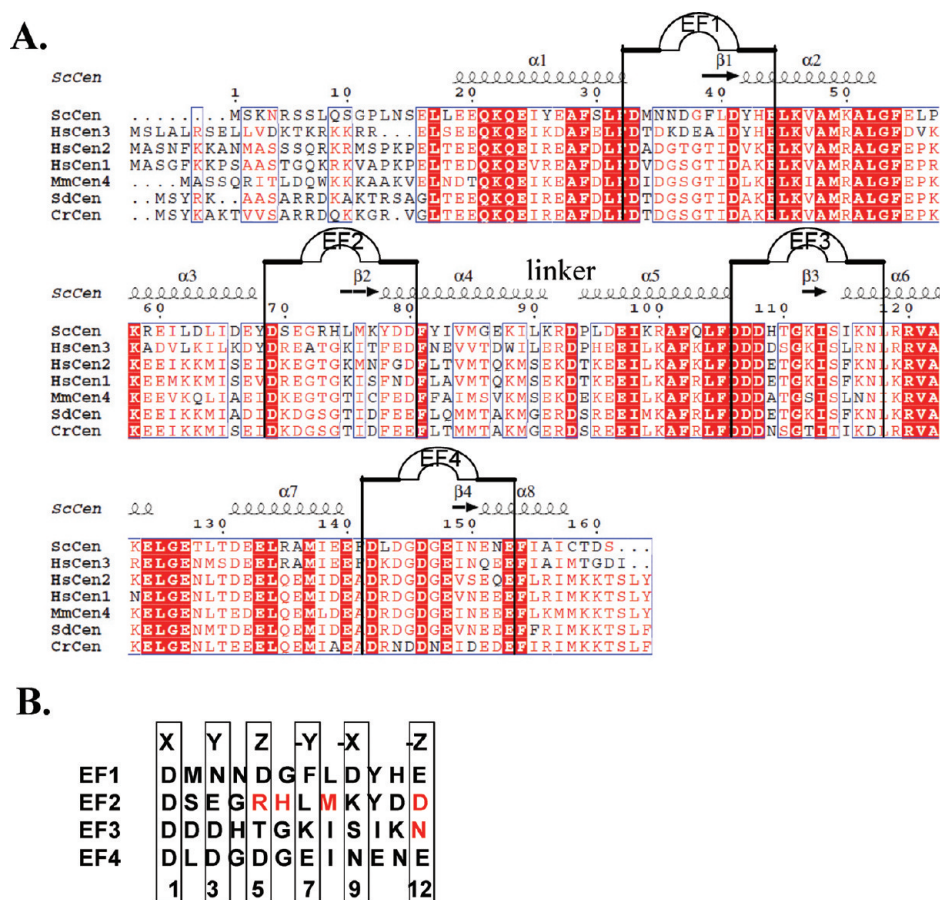 A.
EF1
ScCen α1 β1 α2
1 10 20 30 40 50
ScCen .......MSKNRSSLQSGPLNSELLEEQKQEIYEAFSLFDMNNDGFLDYHELKVAMKALGFELP
HsCen3 MSLALRSELLVDKTKRKKRR..ELSEEQKQEIKDAFELFDTDKDEAIDYHELKVAMRALGFDVK
HsCen2 MASNFKKANMASSSQRKRMSPKPELTEEQKQEIREAFDLFDADGTGTIDVKELKVAMRALGFEPK
HsCen1 MASGFKKPSAASTGQKRKVAPKPELTEDQKQEVREAFDLFDVDGSGTIDAKELKVAMRALGFEPR
MmCen4 ....MASSQRITLDQWKKKAAKVELNDTQKQEIKEAFDLFDIDGSGTIDLKELKIAMRALGFEPK
SdCen ..MSYRK..AASARRDKAKTRSAGLTEEQKQEIREAFDLFDTDGSGTIDAKELKVAMRALGFEPK
CrCen ..MSYKAKTVVSARRDQKKGR.VGLTEEQKQEIREAFDLFDTDGSGTIDAKELKVAMRALGFEPK
EF2 linker EF3
ScCen α3 β2 α4 α5 β3 α6
60 70 80 90 100 110 120
ScCen KREILDLIDEYDSEGRHLMKYDDFYIVMGEKILKRDPLDEIKRAFQLFDDDHTGKISIKNLRRVA
HsCen3 KADVLKILKDYDREATGKITFEDFNEVVTDWILERDPHEEILKAFKLFDDDDSGKISLRNLRRVA
HsCen2 KEEIKKMISEIDKEGTGKMNFGDFLTVMTQKMSEKDTKEEILKAFKLFDDDETGKISFKNLKRVA
HsCen1 KEEMKKMISEVDREGTGKISFNDFLAVMTQKMSEKDTKEEILKAFRLFDDDETGKISFKNLKRVA
MmCen4 KEEVKQLIAEIDKEGTGTICFEDFFAIMSVKMSEKDEKEEILKAFKLFDDDATGSISLNNIKRVA
SdCen KEEIKKMIADIDKDGSGTIDFEEFLQMMTAKMGERDSREEIMKAFRLFDDDETGKISFKNLKRVA
CrCen KEEIKKMISEIDKDGSGTIDFEEFLTMMTAKMGERDSREEILKAFRLFDDDNSGTITIKDLRRVA
EF4
ScCen α7 β4 α8
130 140 150 160
ScCen KELGETLTDEELRAMIEEFDLDGDGEINENEFIAICTDS...
HsCen3 RELGENMSDEELRAMIEEFDKDGDGEINQEEFIAIMTGDI..
HsCen2 KELGENLTDEELQEMIDEADRDGDGEVSEQEFLRIMKKTSLY
HsCen1 NELGENLTDEELQEMIDEADRDGDGEVNEEEFLRIMKKTSLY
MmCen4 KELGENLTEDELQEMLDEADRDGDGEINEEEFLKMMKKTSLY
SdCen KELGENMTDEELQEMIDEADRDGDGEVNEEEFFRIMKKTSLF
CrCen KELGENLTEEELQEMIAEADRNDDNEIDEDEFIRIMKKTSLF
B.
X Y Z -Y -X -Z
EF1 DMNNDGFLDYHE
EF2 DSEGRHLMKYDD
EF3 DDDHTGKISIKN
EF4 DLDGDGEINENE
1 3 5 7 9 12